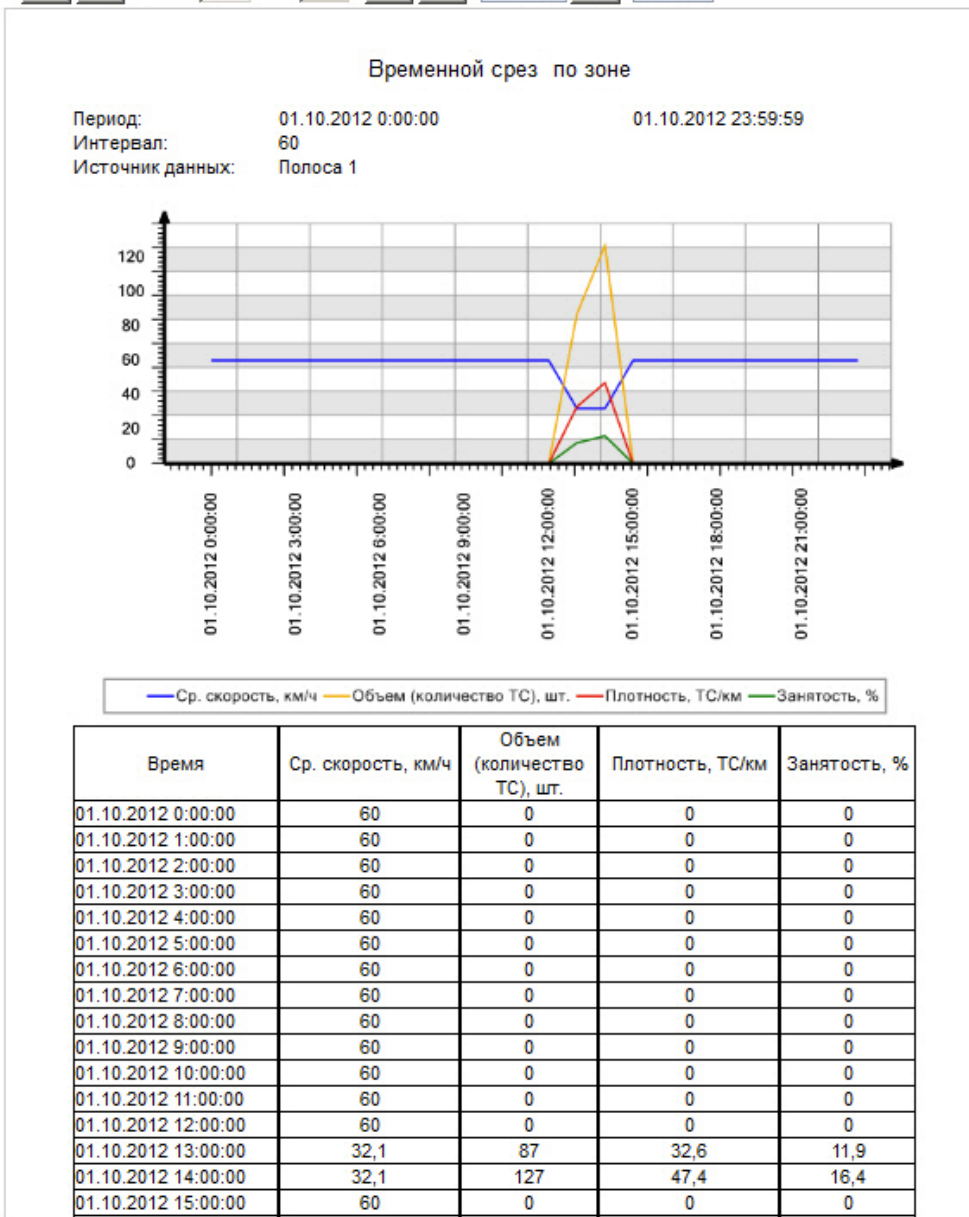 Временной срез по зоне
Период: 01.10.2012 0:00:00 01.10.2012 23:59:59
Интервал: 60
Источник данных: Полоса 1
120
100
80
60
40
20
0
01.10.2012 0:00:00
01.10.2012 3:00:00
01.10.2012 6:00:00
01.10.2012 9:00:00
01.10.2012 12:00:00
01.10.2012 15:00:00
01.10.2012 18:00:00
01.10.2012 21:00:00
Ср. скорость, км/ч Объем (количество ТС), шт. Плотность, ТС/км Занятость, %
Время Ср. скорость, км/ч Объем (количество ТС), шт. Плотность, ТС/км Занятость, %
01.10.2012 0:00:00 60 0 0 0
01.10.2012 1:00:00 60 0 0 0
01.10.2012 2:00:00 60 0 0 0
01.10.2012 3:00:00 60 0 0 0
01.10.2012 4:00:00 60 0 0 0
01.10.2012 5:00:00 60 0 0 0
01.10.2012 6:00:00 60 0 0 0
01.10.2012 7:00:00 60 0 0 0
01.10.2012 8:00:00 60 0 0 0
01.10.2012 9:00:00 60 0 0 0
01.10.2012 10:00:00 60 0 0 0
01.10.2012 11:00:00 60 0 0 0
01.10.2012 12:00:00 60 0 0 0
01.10.2012 13:00:00 32,1 87 32,6 11,9
01.10.2012 14:00:00 32,1 127 47,4 16,4
01.10.2012 15:00:00 60 0 0 0